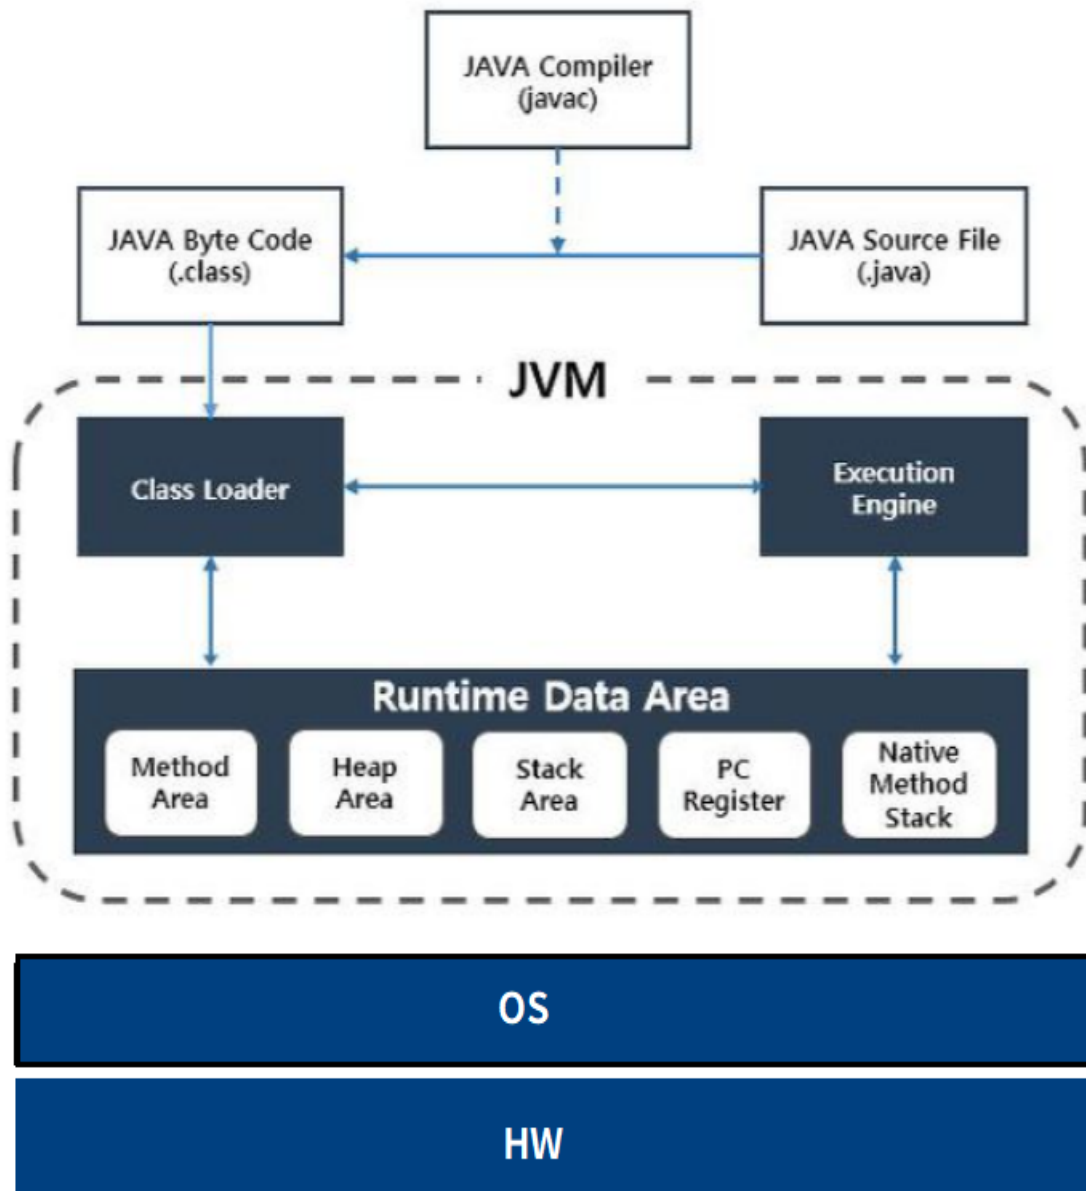 JAVA Compiler
(javac)
JAVA Byte Code
(.class)
JAVA Source File
(.java)
JVM
Class Loader
Execution
Engine
Runtime Data Area
Method
Area
Heap
Area
Stack
Area
PC
Register
Native
Method
Stack
OS
HW